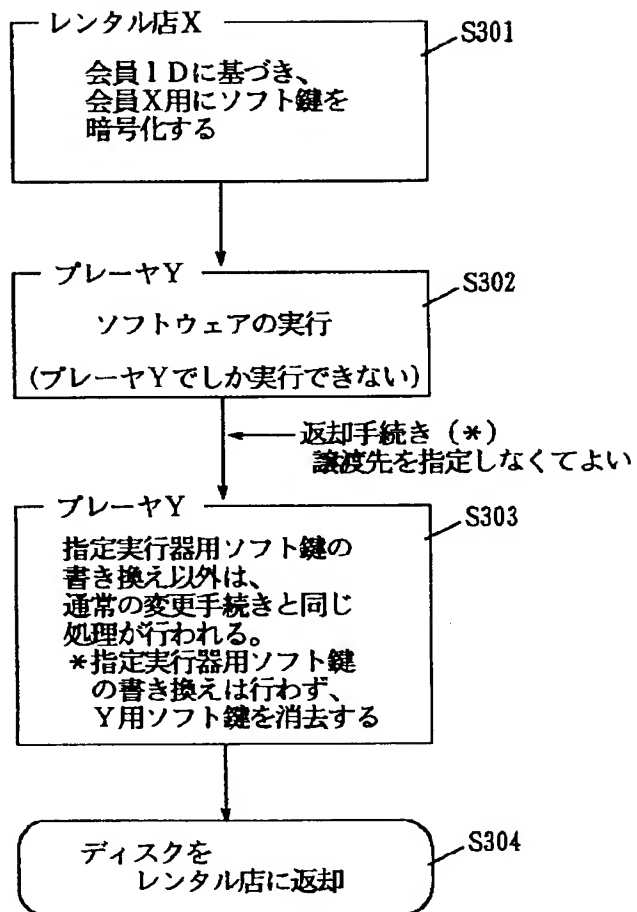 レンタル店X
S301
会員IDに基づき、
会員X用にソフト鍵を
暗号化する
プレーヤY
S302
ソフトウェアの実行
(プレーヤYでしか実行できない)
返却手続き(*)
譲渡先を指定しなくてよい
プレーヤY
S303
指定実行器用ソフト鍵の
書き換え以外は、
通常の変更手続きと同じ
処理が行われる。
*指定実行器用ソフト鍵
の書き換えは行わず、
Y用ソフト鍵を消去する
S304
ディスクを
レンタル店に返却